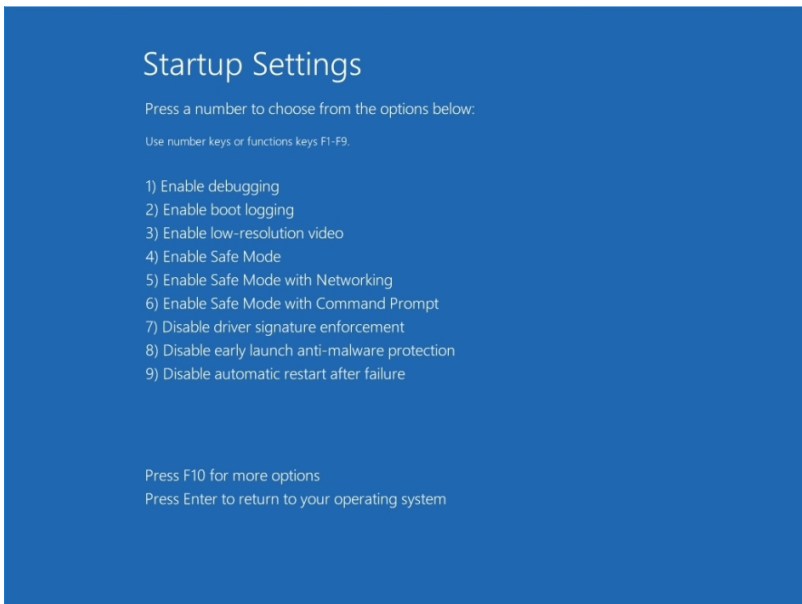 Startup Settings
Press a number to choose from the options below:
Use number keys or functions keys F1-F9.
1) Enable debugging
2) Enable boot logging
3) Enable low-resolution video
4) Enable Safe Mode
5) Enable Safe Mode with Networking
6) Enable Safe Mode with Command Prompt
7) Disable driver signature enforcement
8) Disable early launch anti-malware protection
9) Disable automatic restart after failure
Press F10 for more options
Press Enter to return to your operating system